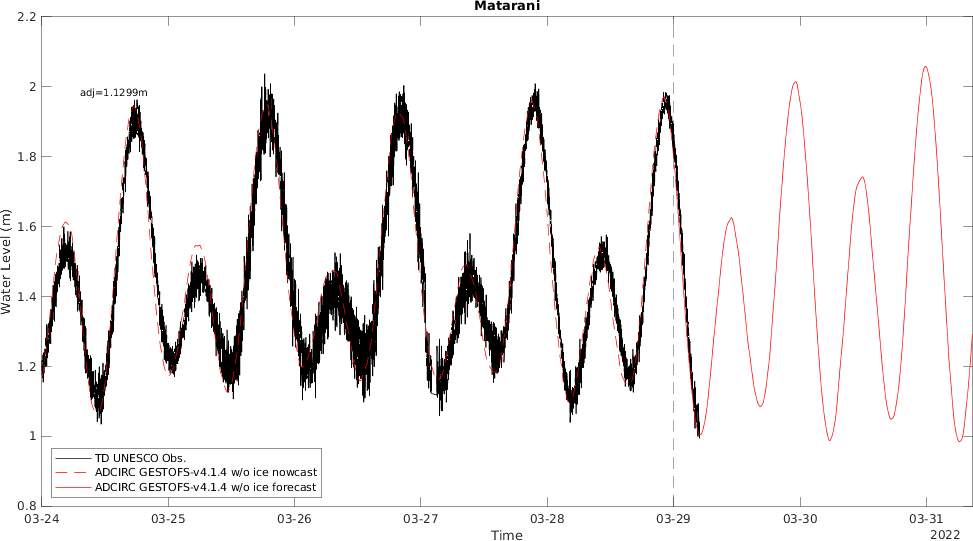 Matarani
2.2
2
1.8
1.6
1.4
1.2
1
0.8
Water Level (m)
adj=1.1299m
TD UNESCO Obs.
ADCIRC GESTOFS-v4.1.4 w/o ice nowcast
ADCIRC GESTOFS-v4.1.4 w/o ice forecast
03-24 03-25 03-26 03-27 03-28 03-29 03-30 03-31
Time
2022